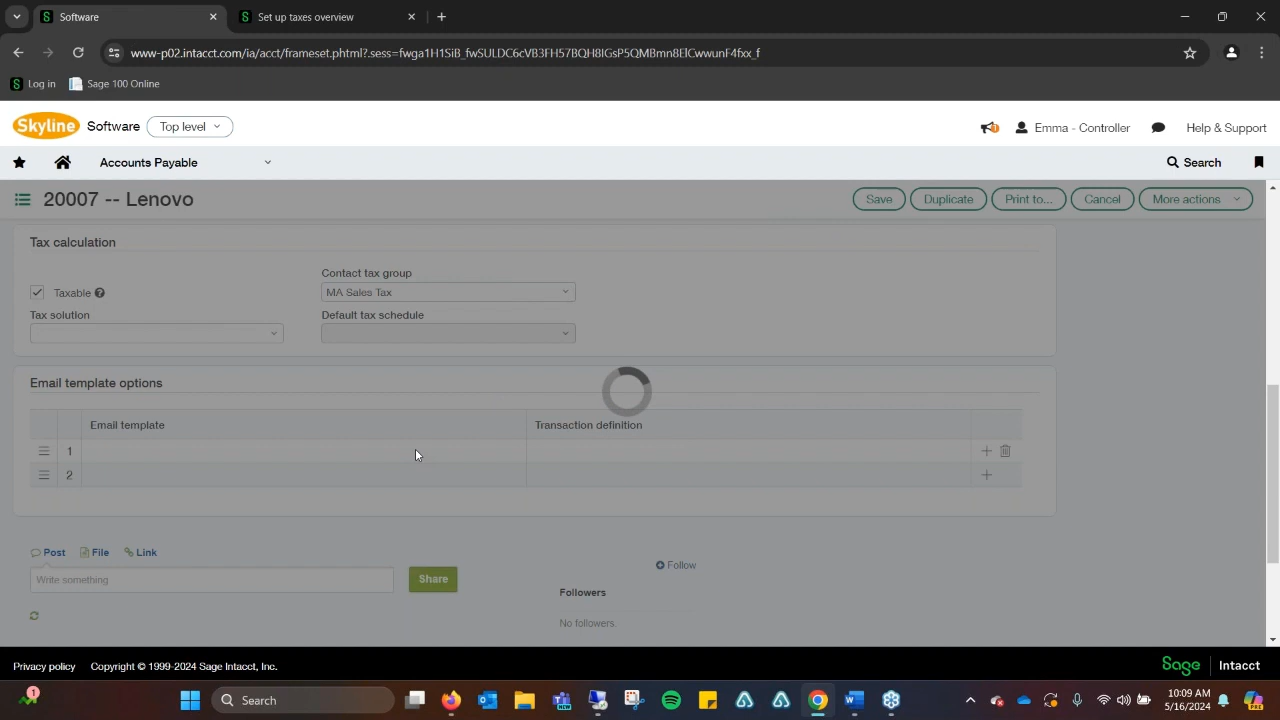 Software
Set up taxes overview
www-p02.intacct.com/ia/acct/frameset.phtml?.sess=fwga1H1SiB_fwSULDC6cVB3FH57BQH8IGsP5QMBmn8ElCwwunF4fxx_f
Log in
Sage 100 Online
Skyline
Software
Top level
1
Emma - Controller
Help & Support
Accounts Payable
Search
20007 -- Lenovo
Save
Duplicate
Print to...
Cancel
More actions
Tax calculation
Contact tax group
Taxable
MA Sales Tax
Tax solution
Default tax schedule
Email template options
Email template
Transaction definition
1
2
Post
File
Link
Follow
Write something
Share
Followers
No followers
Privacy policy
Copyright © 1999-2024 Sage Intacct, Inc.
Sage
Intacct
1
Search
10:09 AM
5/16/2024